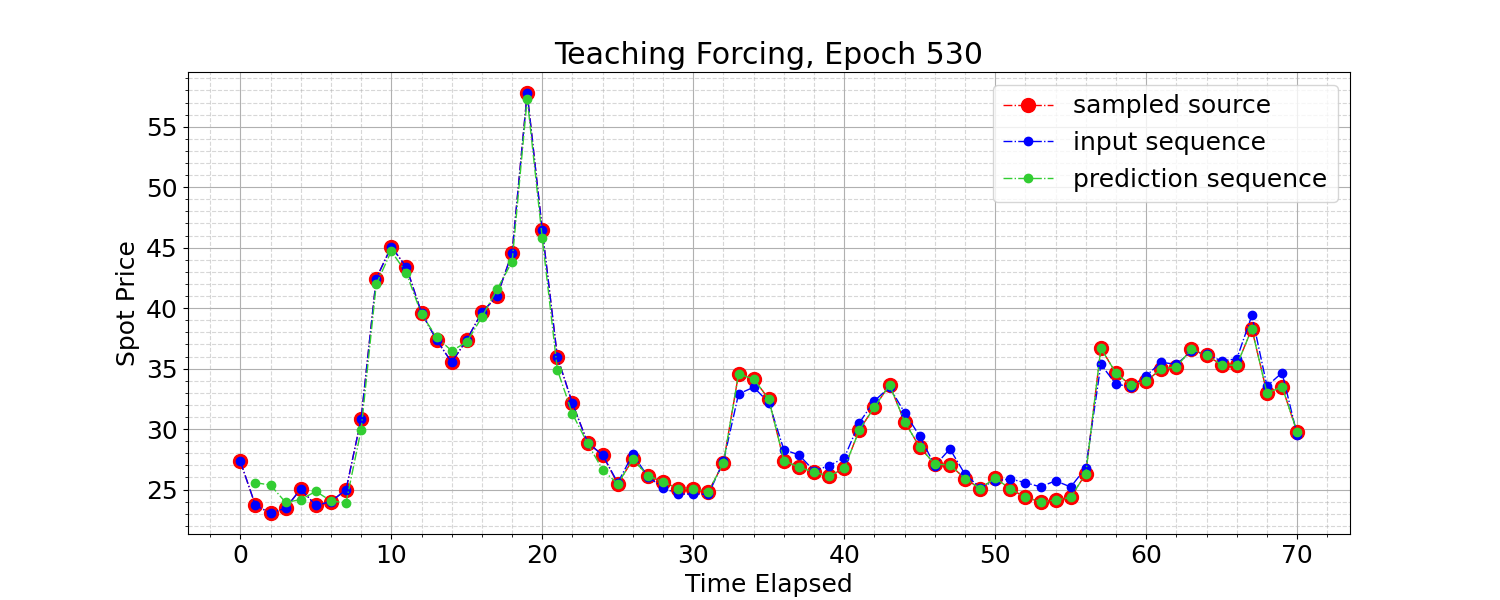 Teaching Forcing, Epoch 530
sampled source
input sequence
prediction sequence
Spot Price
55
50
45
40
35
30
25
0 10 20 30 40 50 60 70
Time Elapsed